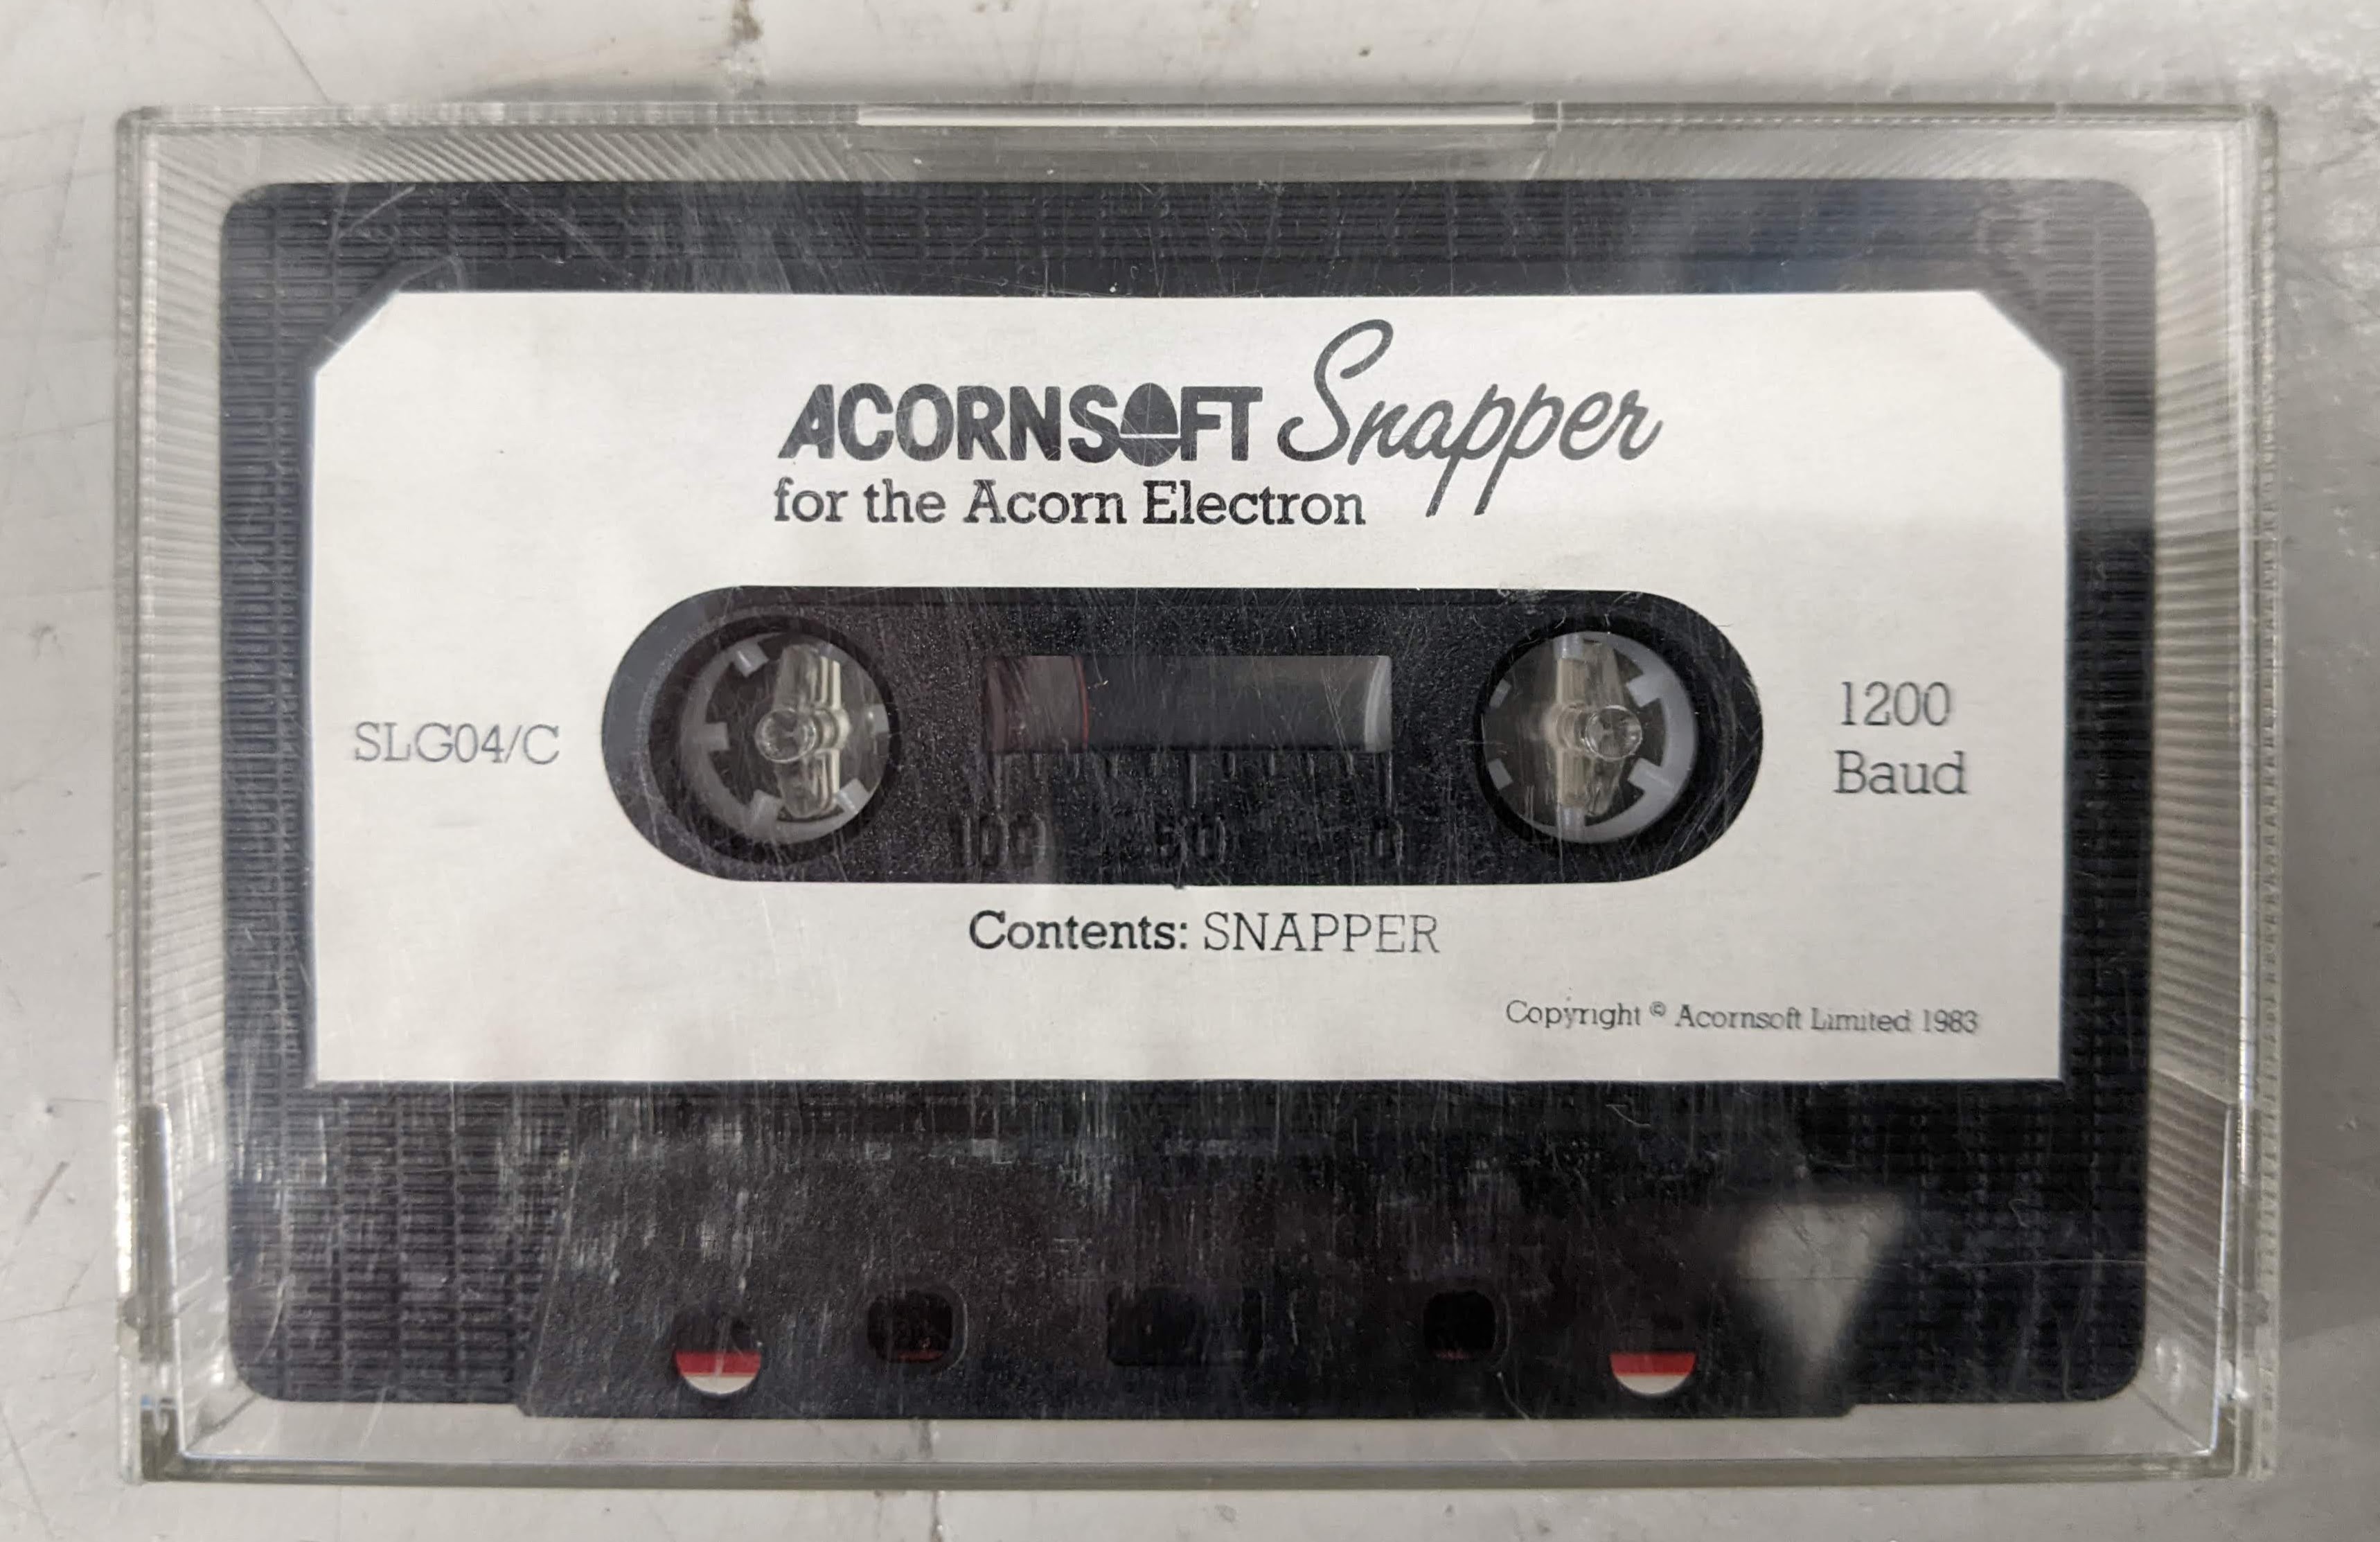 ACORNSOFT Snapper
for the Acorn Electron
SLG04/C
1200
Baud
100 50 0
Contents: SNAPPER
Copyright © Acornsoft Limited 1983